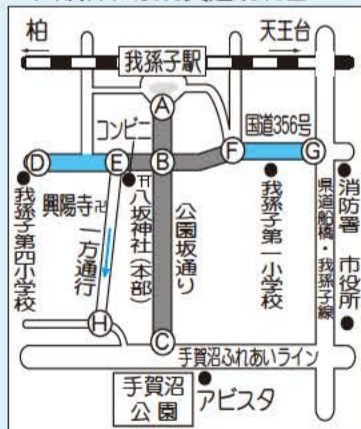 柏
天王台
我孫子駅
A
コンビニ
国道356号
D
E
B
F
G
我孫子第四小学校
興陽寺
卍
一方通行
八坂神社(本部)
公園坂通り
我孫子第一小学校
県道船橋・我孫子線
消防署
市役所
H
C
手賀沼ふれあいライン
手賀沼
公園
アビスタ